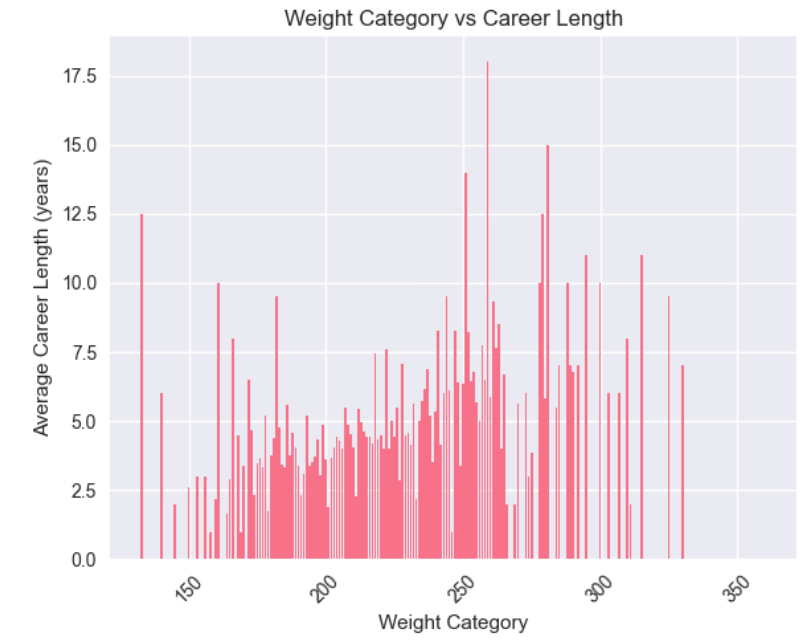 Weight Category vs Career Length
17.5
15.0
12.5
10.0
7.5
5.0
2.5
0.0
Average Career Length (years)
150 200 250 300 350
Weight Category